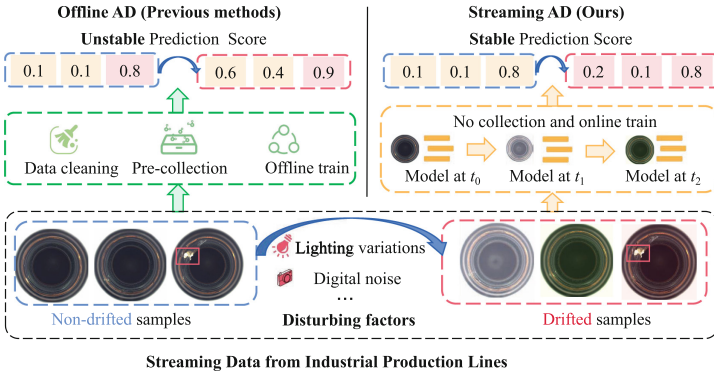 Offline AD (Previous methods)
Unstable Prediction Score
0.1 0.1 0.8 0.6 0.4 0.9
Data cleaning Pre-collection Offline train
Streaming AD (Ours)
Stable Prediction Score
0.1 0.1 0.8 0.2 0.1 0.8
No collection and online train
Model at t0 Model at t1 Model at t2
Lighting variations
Digital noise
...
Non-drifted samples Disturbing factors Drifted samples
Streaming Data from Industrial Production Lines